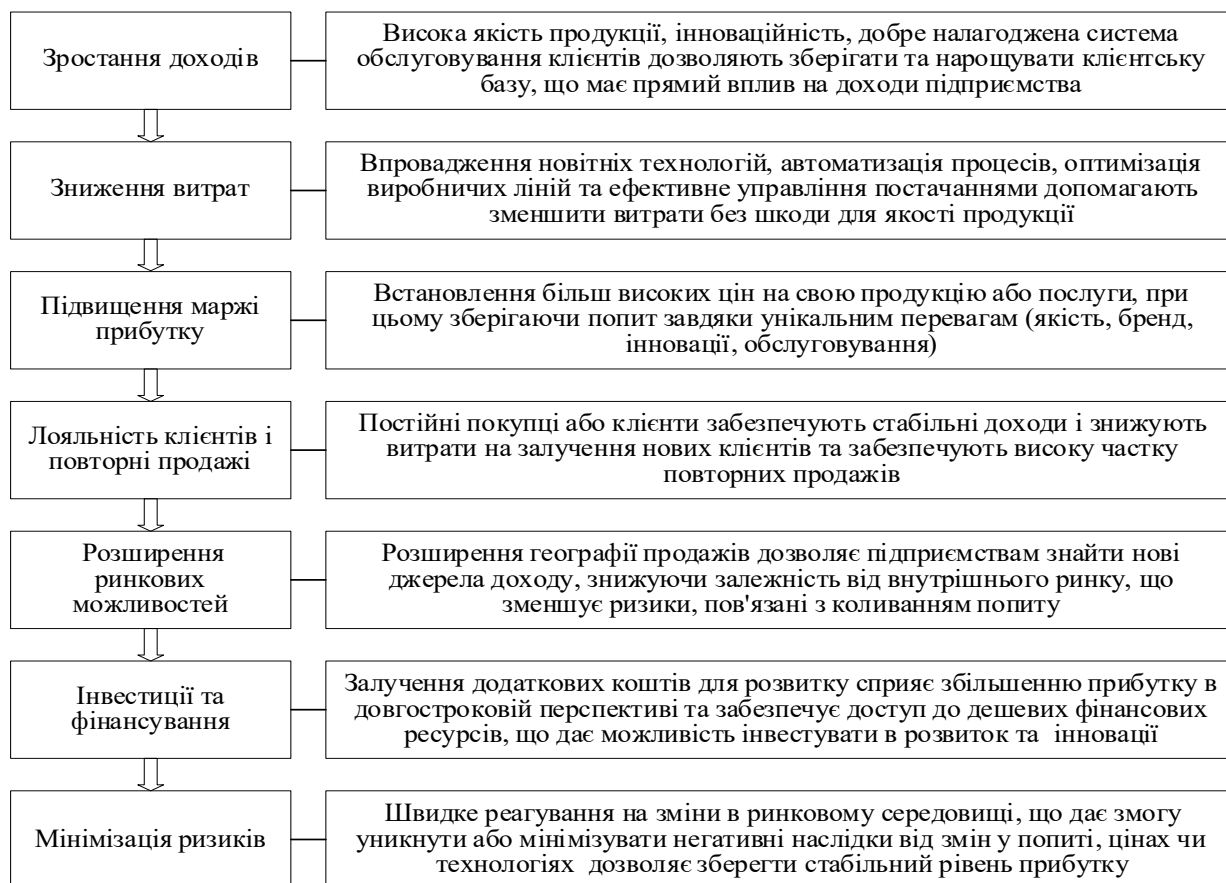 Зростання доходів
Висока якість продукції, інноваційність, добре налагоджена система
обслуговування клієнтів дозволяють зберігати та нарощувати клієнтську
базу, що має прямий вплив на доходи підприємства
Зниження витрат
Впровадження новітніх технологій, автоматизація процесів, оптимізація
виробничих ліній та ефективне управління постачаннями допомагають
зменшити витрати без шкоди для якості продукції
Підвищення маржі
прибутку
Встановлення більш високих цін на свою продукцію або послуги, при
цьому зберігаючи попит завдяки унікальним перевагам (якість, бренд,
інновації, обслуговування)
Лояльність клієнтів і
повторні продажі
Постійні покупці або клієнти забезпечують стабільні доходи і знижують
витрати на залучення нових клієнтів та забезпечують високу частку
повторних продажів
Розширення
ринкових
можливостей
Розширення географії продажів дозволяє підприємствам знайти нові
джерела доходу, знижуючи залежність від внутрішнього ринку, що
зменшує ризики, пов'язані з коливанням попиту
Інвестиції та
фінансування
Залучення додаткових коштів для розвитку сприяє збільшенню прибутку в
довгостроковій перспективі та забезпечує доступ до дешевих фінансових
ресурсів, що дає можливість інвестувати в розвиток та  інновації
Мінімізація ризиків
Швидке реагування на зміни в ринковому середовищі, що дає змогу
уникнути або мінімізувати негативні наслідки від змін у попиті, цінах чи
технологіях  дозволяє зберегти стабільний рівень прибутку